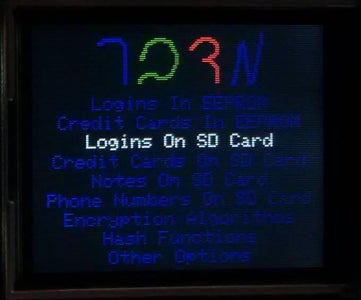 Logins In EEPROM
Credit Cards In EEPROM
Logins On SD Card
Credit Cards On SD Card
Notes On SD Card
Phone Numbers On SD Card
Encryption Algorithms
Hash Functions
Other Options